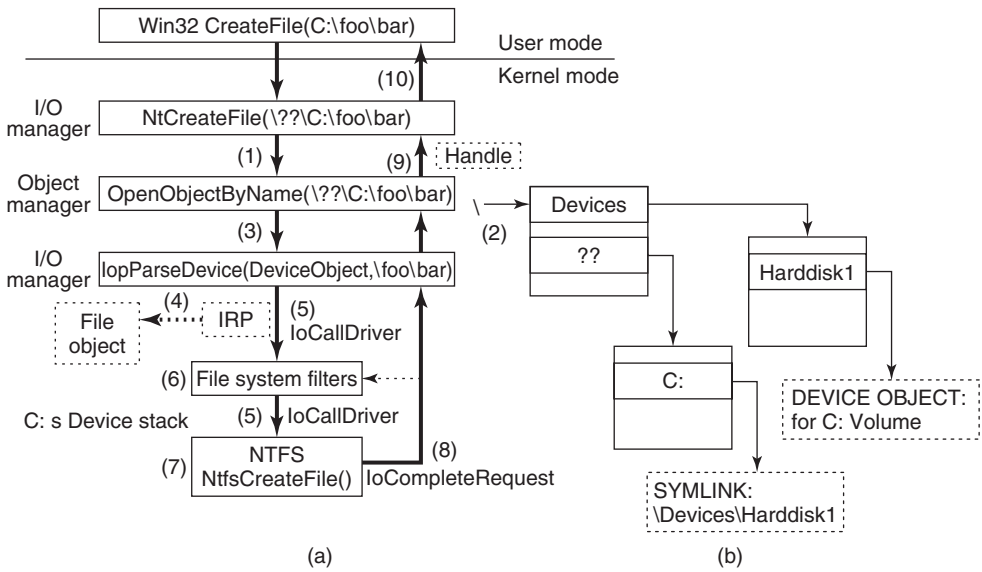 Win32 CreateFile(C:\foo\bar)
User mode
Kernel mode
(10)
I/O
manager
NtCreateFile(\??\C:\foo\bar)
(1)
(9)
Handle
Object
manager
OpenObjectByName(\??\C:\foo\bar)
(3)
I/O
manager
IopParseDevice(DeviceObject,\foo\bar)
(4)
File
object
IRP
(5)
IoCallDriver
(6)
File system filters
C: s Device stack
(5)
IoCallDriver
(7)
NTFS
NtfsCreateFile()
(8)
IoCompleteRequest
(a)
\
(2)
Devices
??
Harddisk1
C:
DEVICE OBJECT:
for C: Volume
SYMLINK:
\Devices\Harddisk1
(b)